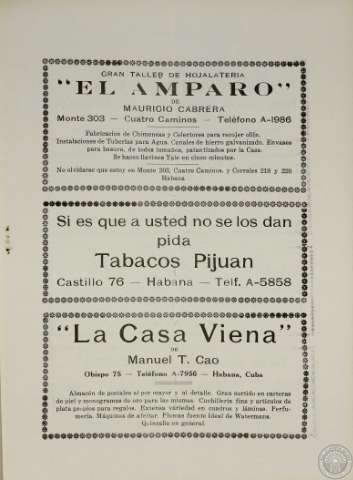 GRAN TALLER DE HOJALATERIA
"EL AMPARO"
DE
MAURICIO CABRERA
Monte 303 — Cuatro Caminos — Teléfono A-1986
Fabricación de Chimeneas y Colectores para recojer ollín.
Instalaciones de Tuberías para Agua. Canales de hierro galvanizado. Envases
para basura, de todos tamaños, patentizados por la Casa.
Se hacen llavines Yale en cinco minutos.
No olvidarse que estoy en Monte 303, Cuatro Caminos, y Corrales 218 y 220
Habana
Si es que a usted no se los dan
pida
Tabacos Pijuan
Castillo 76 — Habana — Telf. A-5858
"La Casa Viena"
DE
Manuel T. Cao
Obispo 75 — Teléfono A-7956 — Habana, Cuba
Almacén de postales al por mayor y al detalle. Gran surtido en carteras
de piel y monogramas de oro para las mismas. Cuchillería fina y artículos de
plata propios para regalos. Extensa variedad en cuadros y láminas. Perfu-
mería. Máquinas de afeitar. Plumas fuente Ideal de Watermans.
Quincalla en general.